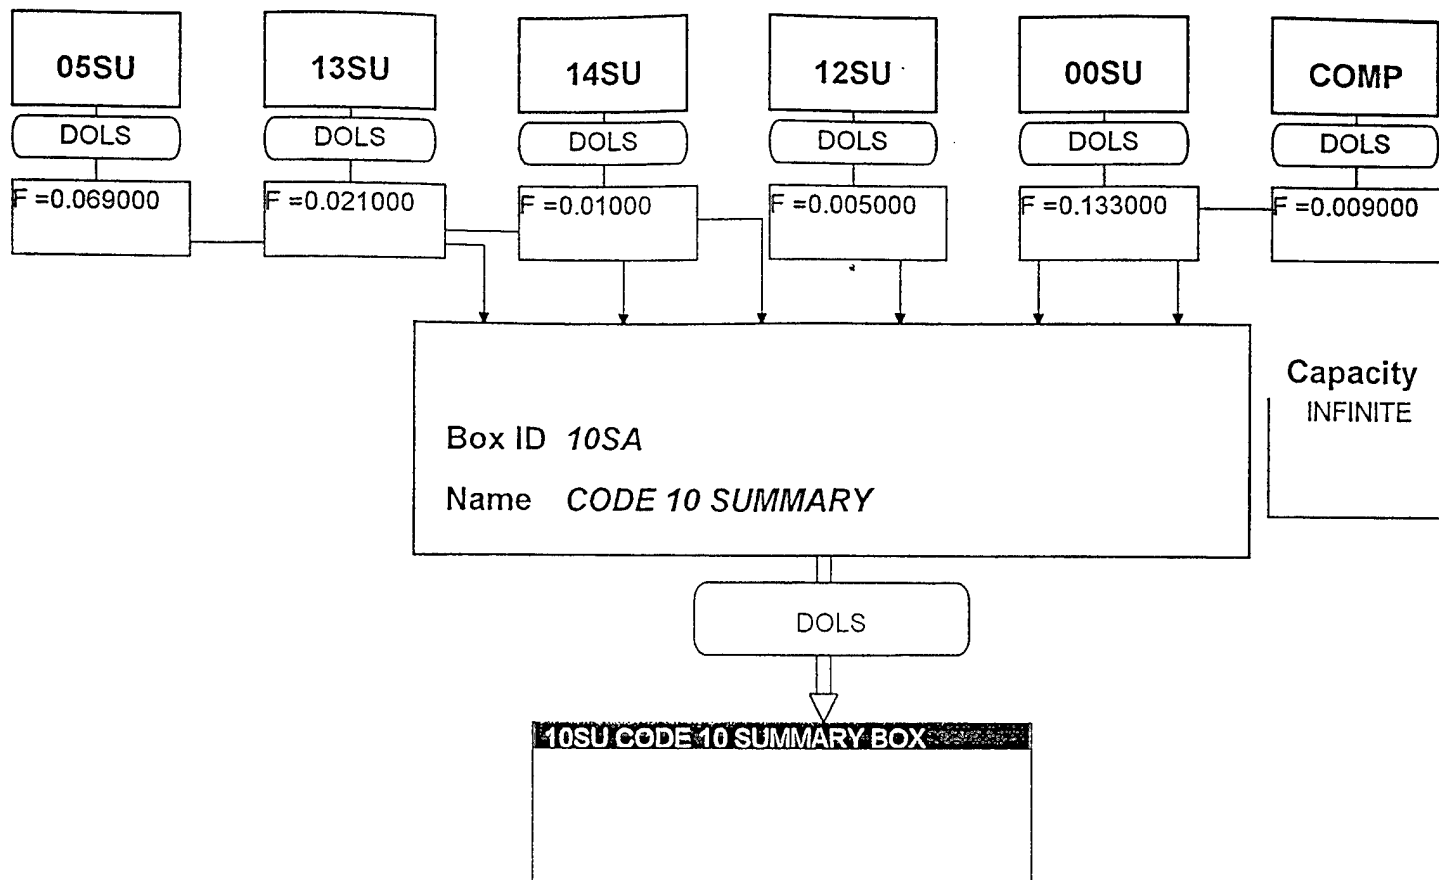 05SU 13SU 14SU 12SU 00SU COMP
DOLS DOLS DOLS DOLS DOLS DOLS
F =0.069000 F =0.021000 F =0.01000 F =0.005000 F =0.133000 F =0.009000
Capacity
INFINITE
Box ID 10SA
Name CODE 10 SUMMARY
DOLS
10SU CODE 10 SUMMARY BOX